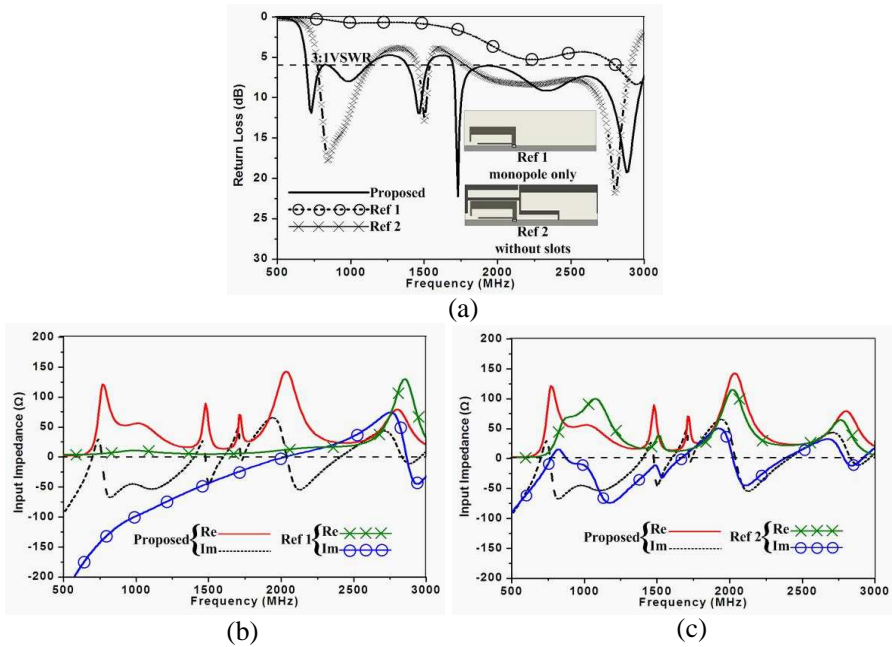 0
5
10
15
20
25
30
Return Loss (dB)
3:1VSWR
Ref 1
monopole only
Ref 2
without slots
Proposed
Ref 1
Ref 2
500
1000
1500
2000
2500
3000
Frequency (MHz)
(a)
200
150
100
50
0
-50
-100
-150
-200
Input Impedance (Ω)
Proposed { Re
Im
Ref 1 { Re
Im
500
1000
1500
2000
2500
3000
Frequency (MHz)
(b)
200
150
100
50
0
-50
-100
-150
-200
Input Impedance (Ω)
Proposed { Re
Im
Ref 2 { Re
Im
500
1000
1500
2000
2500
3000
Frequency (MHz)
(c)